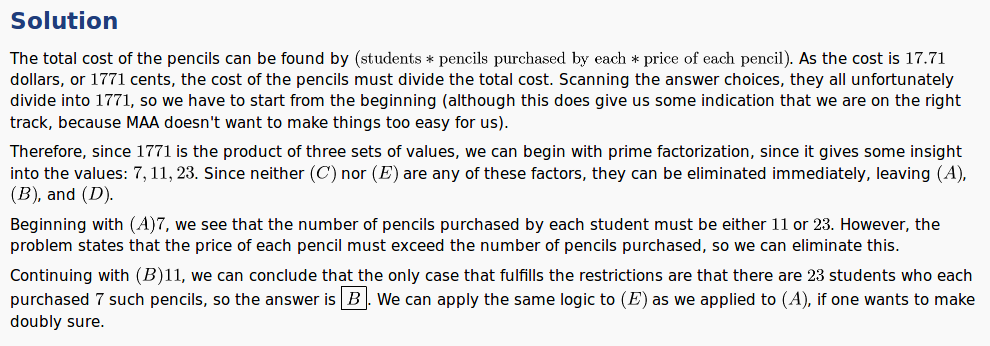 Solution
The total cost of the pencils can be found by (students * pencils purchased by each * price of each pencil). As the cost is 17.71
dollars, or 1771 cents, the cost of the pencils must divide the total cost. Scanning the answer choices, they all unfortunately
divide into 1771, so we have to start from the beginning (although this does give us some indication that we are on the right
track, because MAA doesn't want to make things too easy for us).
Therefore, since 1771 is the product of three sets of values, we can begin with prime factorization, since it gives some insight
into the values: 7, 11, 23. Since neither (C) nor (E) are any of these factors, they can be eliminated immediately, leaving (A),
(B), and (D).
Beginning with (A)7, we see that the number of pencils purchased by each student must be either 11 or 23. However, the
problem states that the price of each pencil must exceed the number of pencils purchased, so we can eliminate this.
Continuing with (B)11, we can conclude that the only case that fulfills the restrictions are that there are 23 students who each
purchased 7 such pencils, so the answer is B. We can apply the same logic to (E) as we applied to (A), if one wants to make
doubly sure.